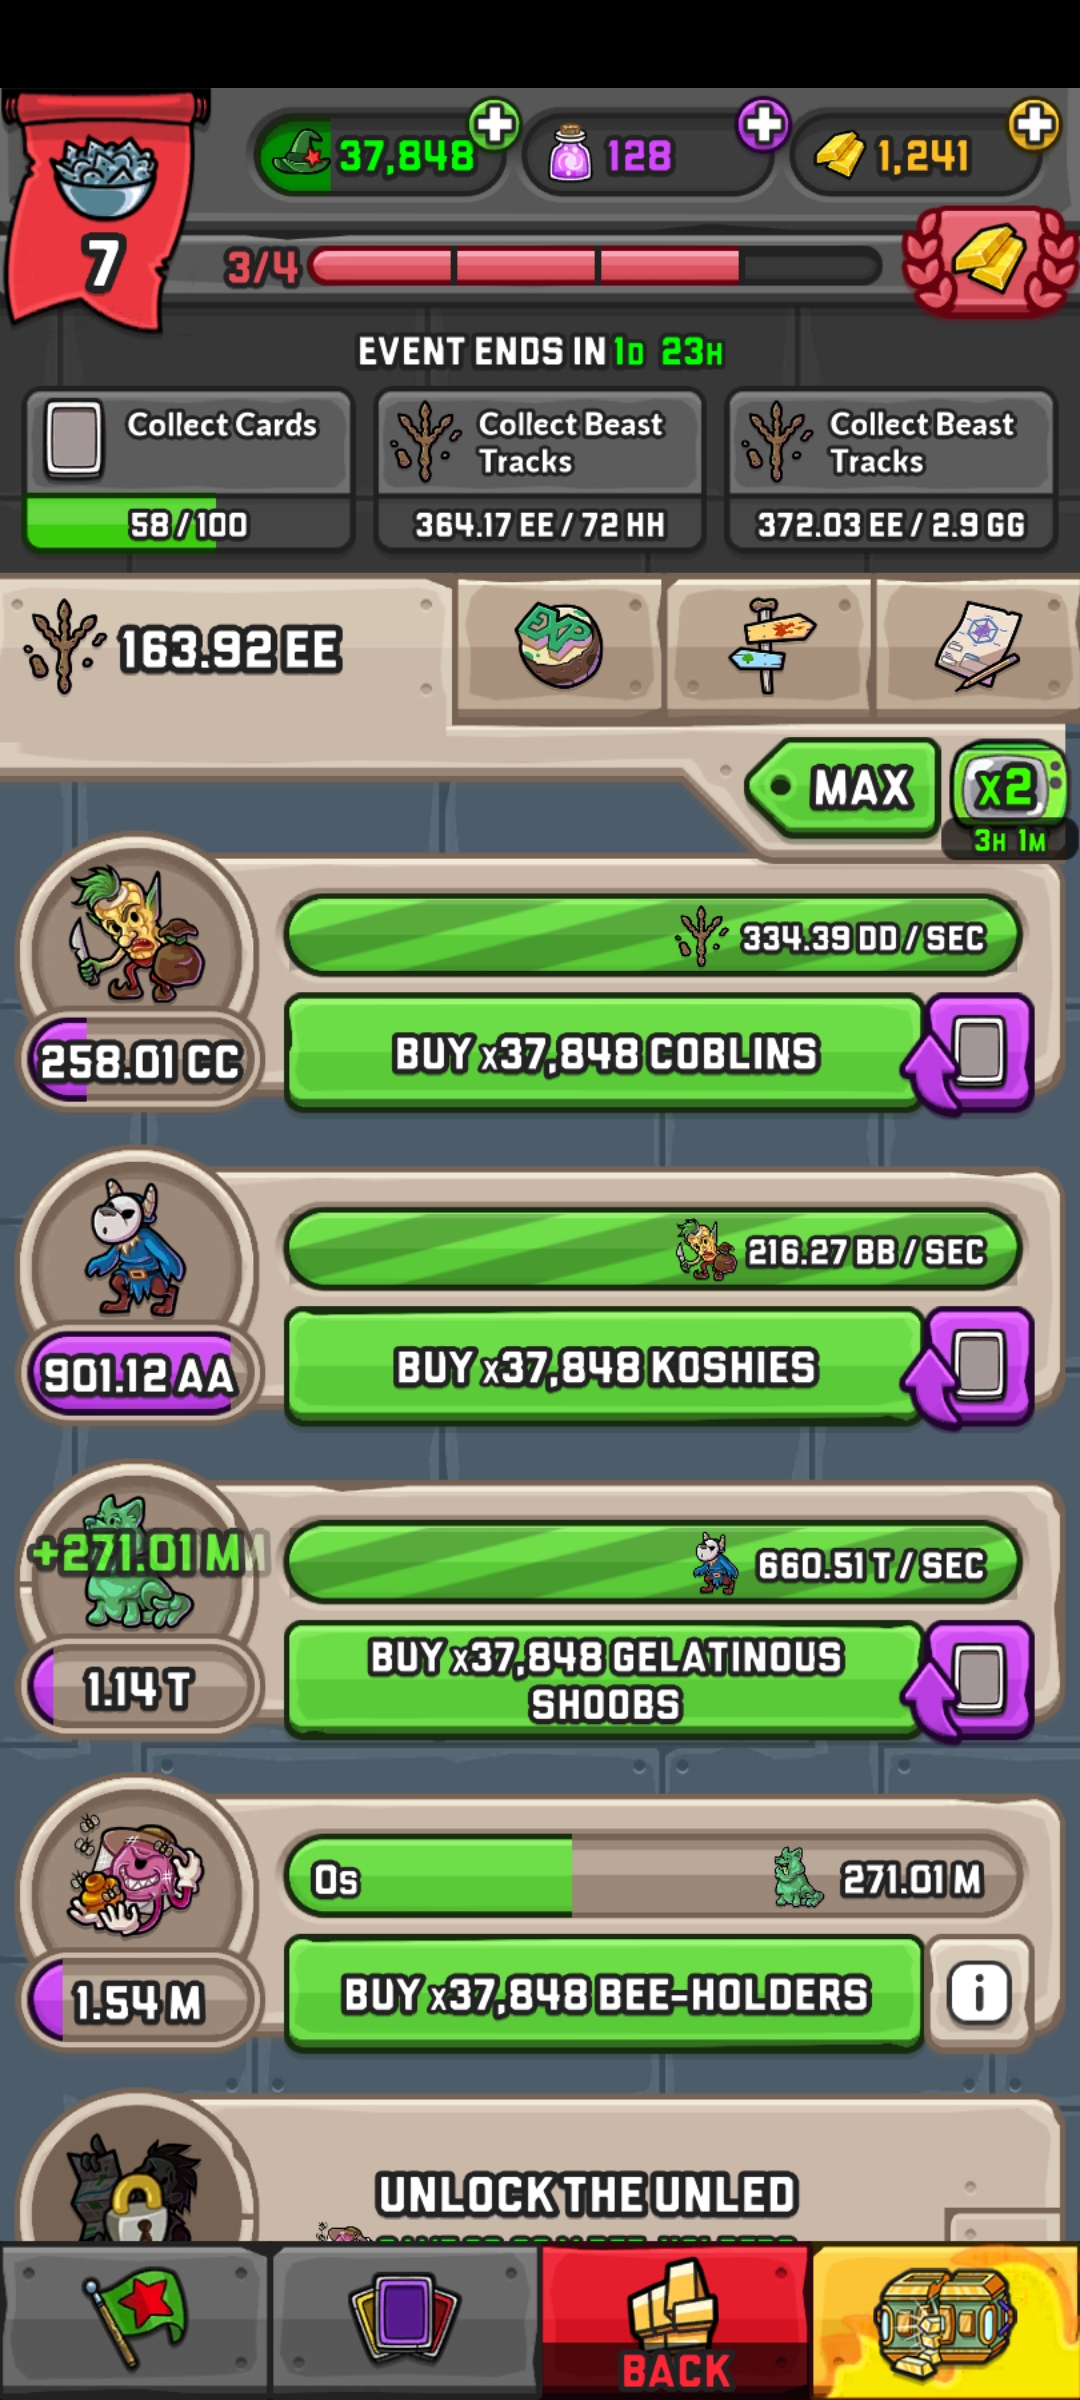 37,848
128
1,241
7
3/4
EVENT ENDS IN 1D 23H
Collect Cards
58 / 100
Collect Beast
Tracks
364.17 EE / 72 HH
Collect Beast
Tracks
372.03 EE / 2.9 GG
163.92 EE
EXP
MAX
x2
3H 1M
334.39 DD / SEC
258.01 CC
BUY x37,848 COBLINS
216.27 BB / SEC
901.12 AA
BUY x37,848 KOSHIES
+271.01 M
660.51 T / SEC
1.14 T
BUY x37,848 GELATINOUS
SHOOBS
0s
271.01 M
1.54 M
BUY x37,848 BEE-HOLDERS
i
UNLOCK THE UNLED
BACK